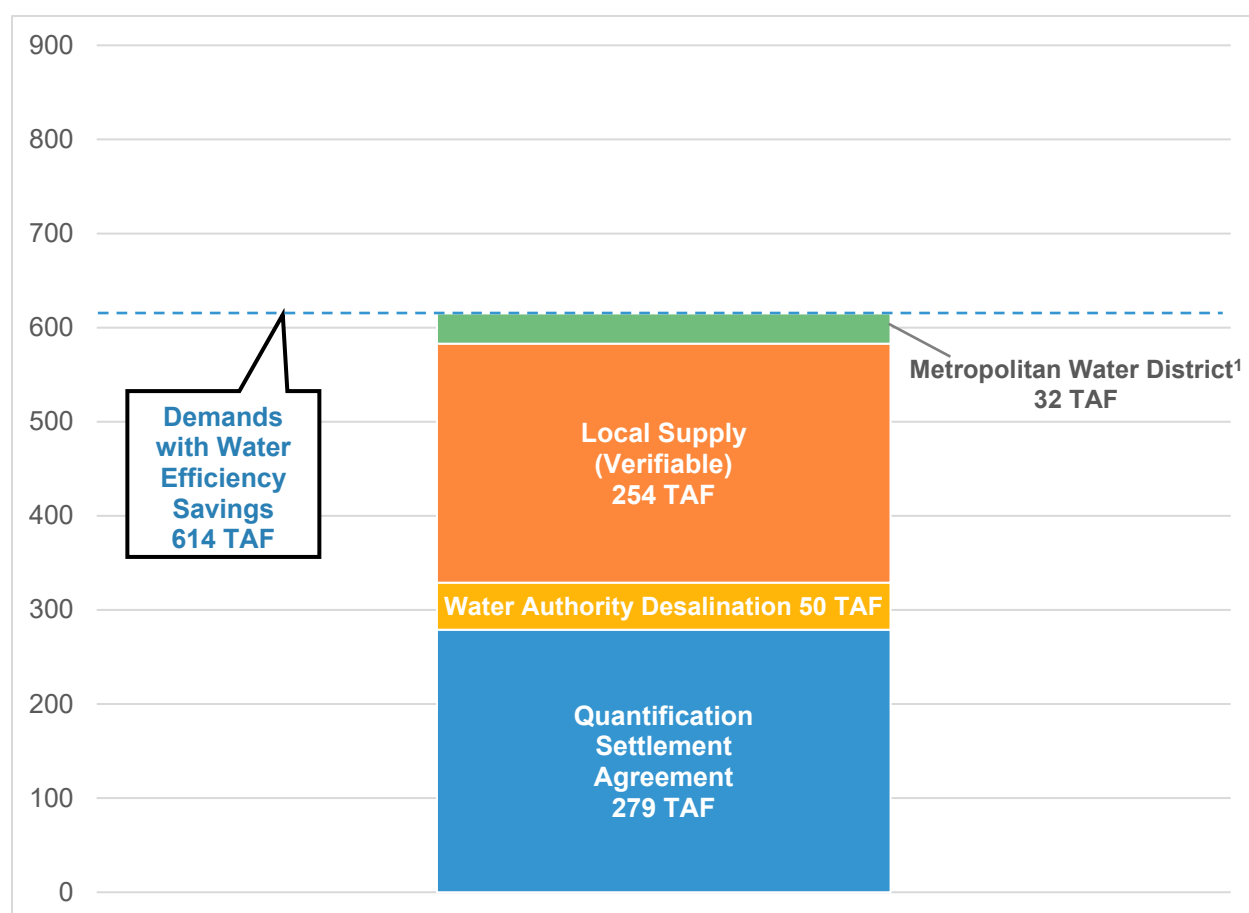 900
800
700
600
500
400
300
200
100
0
Demands
with Water
Efficiency
Savings
614 TAF
Metropolitan Water District¹
32 TAF
Local Supply
(Verifiable)
254 TAF
Water Authority Desalination 50 TAF
Quantification
Settlement
Agreement
279 TAF